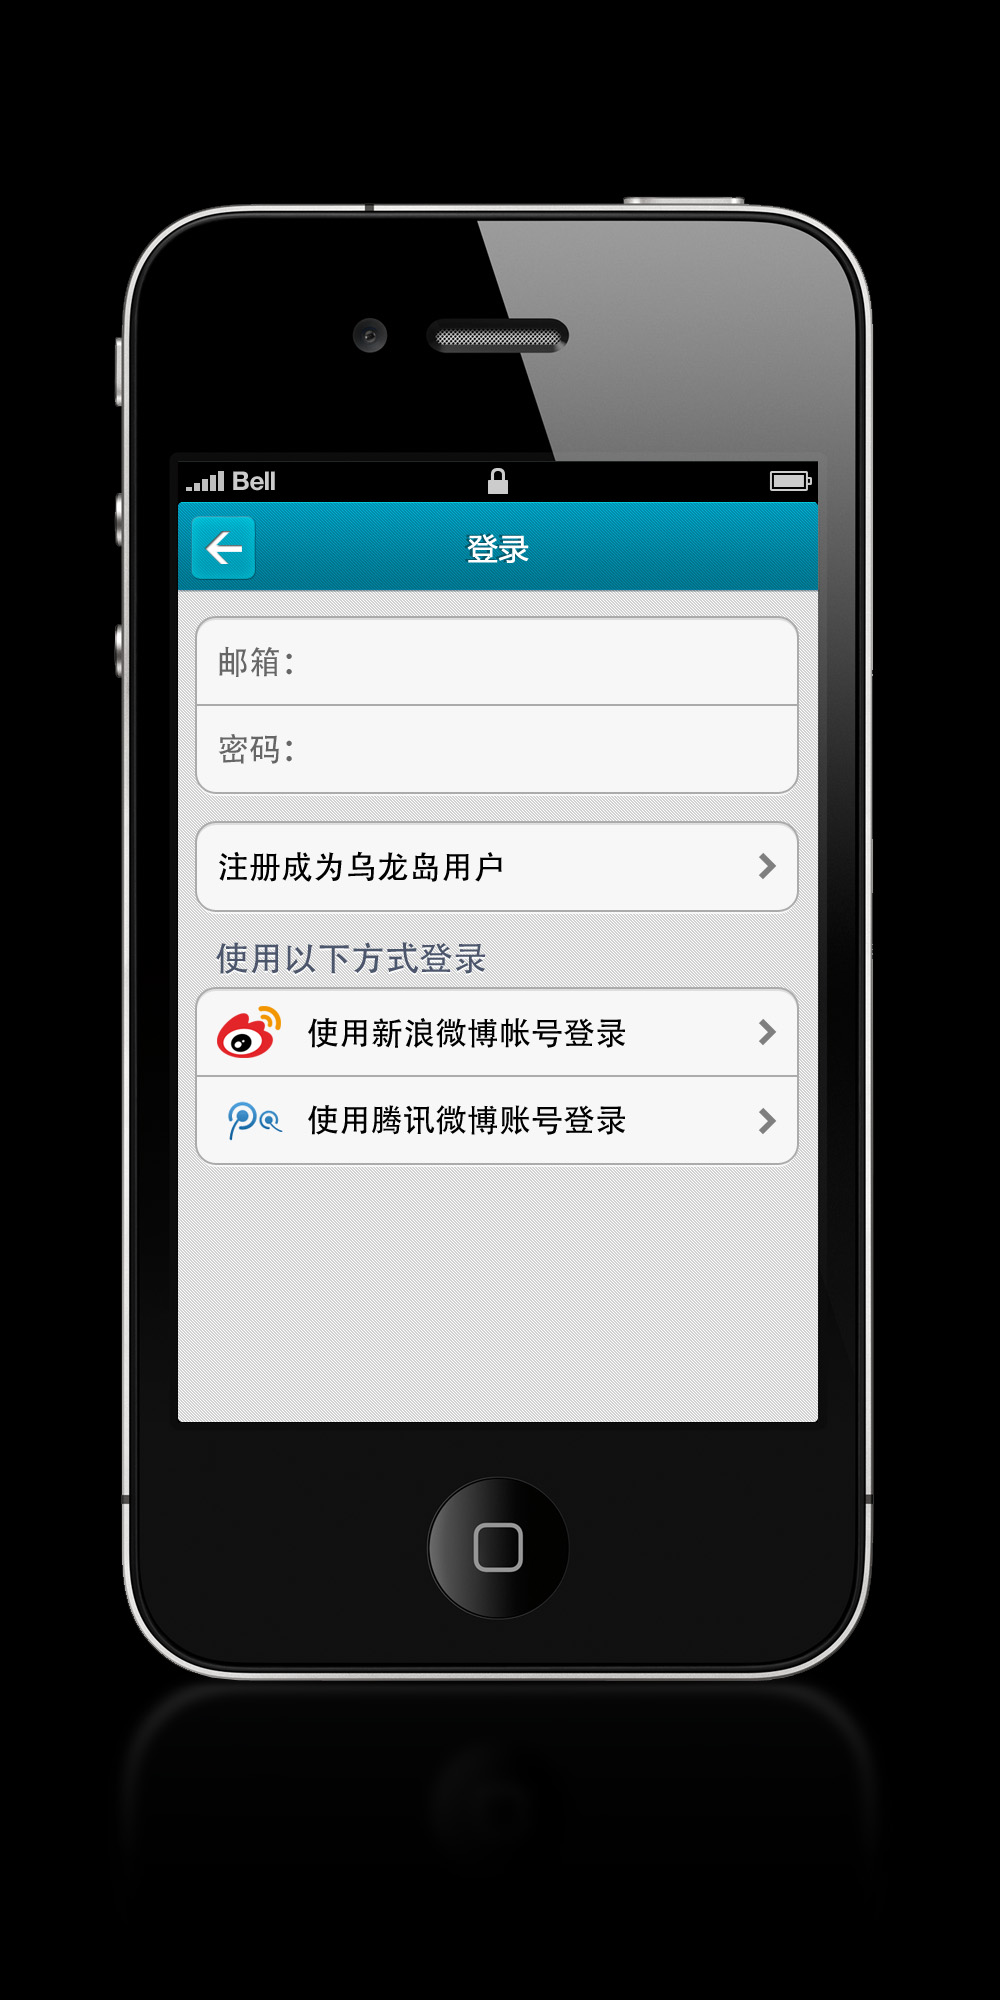 Bell
登录
邮箱：
密码：
注册成为乌龙岛用户
使用以下方式登录
使用新浪微博帐号登录
使用腾讯微博账号登录